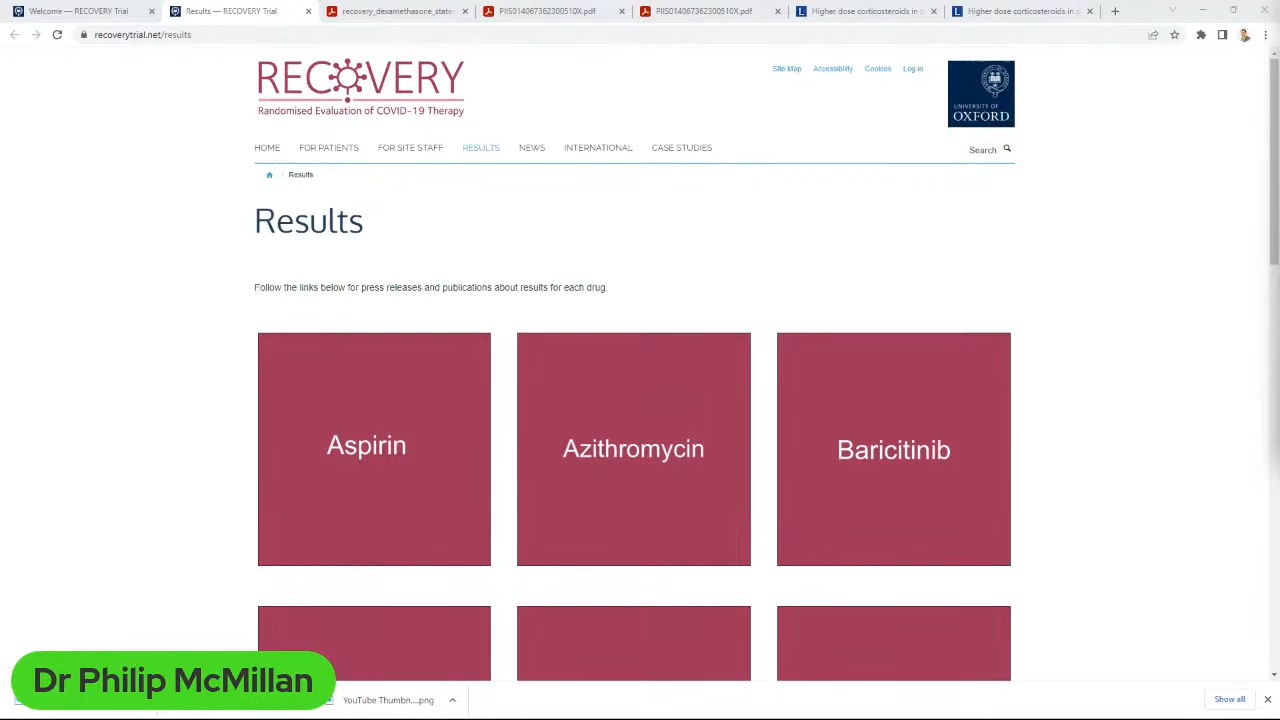 Welcome — RECOVERY Trial
Results — RECOVERY Trial
recovery_dexamethasone_state
PIIS014067362300510X.pdf
PIIS014067362300510X.pdf
Higher dose corticosteroids in
Higher dose corticosteroids in
recoverytrial.net/results
RECOVERY
Randomised Evaluation of COVID-19 Therapy
Site Map
Accessibility
Cookies
Log in
UNIVERSITY OF
OXFORD
HOME
FOR PATIENTS
FOR SITE STAFF
RESULTS
NEWS
INTERNATIONAL
CASE STUDIES
Search
/ Results
Results
Follow the links below for press releases and publications about results for each drug.
Aspirin
Azithromycin
Baricitinib
Dr Philip McMillan
YouTube Thumbn....png
Show all